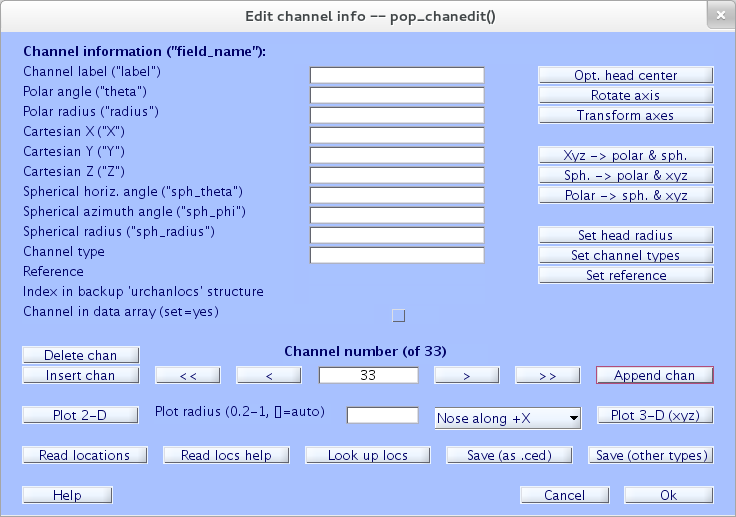 Edit channel info -- pop_chanedit()
×
Channel information ("field_name"):
Channel label ("label")
Opt. head center
Polar angle ("theta")
Rotate axis
Polar radius ("radius")
Transform axes
Cartesian X ("X")
Cartesian Y ("Y")
Xyz -> polar & sph.
Cartesian Z ("Z")
Sph. -> polar & xyz
Spherical horiz. angle ("sph_theta")
Polar -> sph. & xyz
Spherical azimuth angle ("sph_phi")
Spherical radius ("sph_radius")
Set head radius
Channel type
Set channel types
Reference
Set reference
Index in backup 'urchanlocs' structure
Channel in data array (set=yes)
Delete chan
Channel number (of 33)
Insert chan << < 33 > >> Append chan
Plot 2-D Plot radius (0.2-1, []=auto) Nose along +X Plot 3-D (xyz)
Read locations Read locs help Look up locs Save (as .ced) Save (other types)
Help Cancel Ok